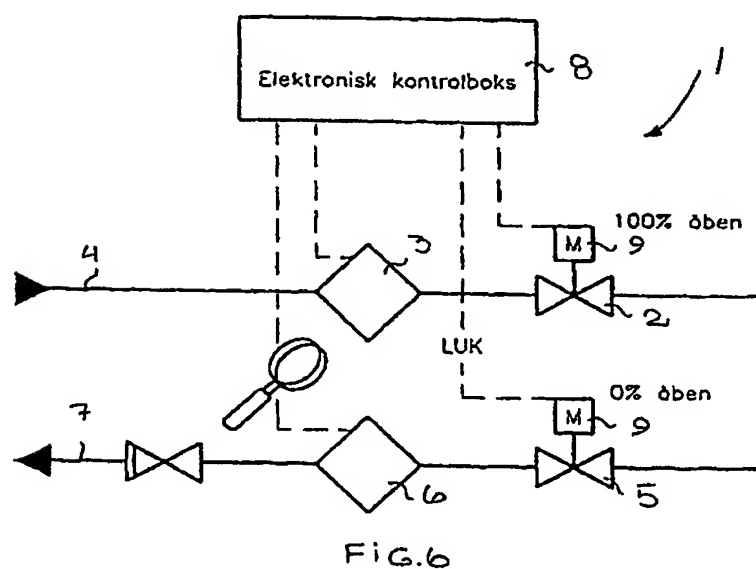 Elektronisk kontrolboks
8
1
100% åben
M
9
3
4
2
LUK
0% åben
M
9
7
6
5
FiG.6